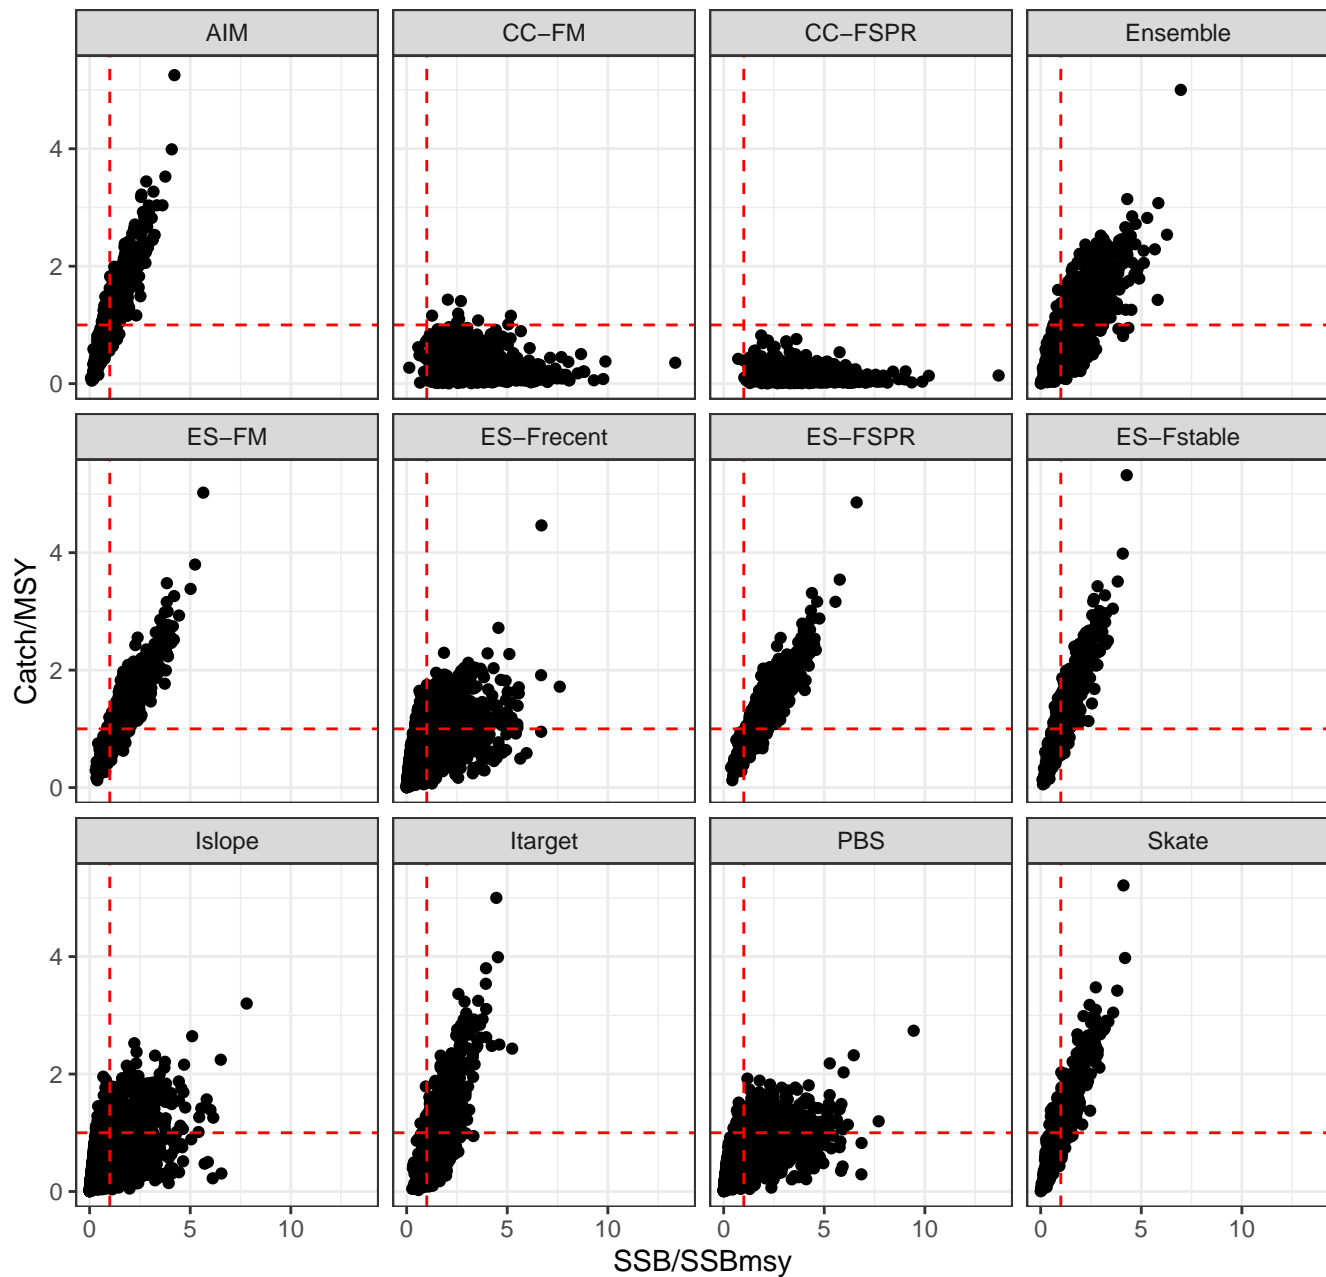 AIM CC−FM CC−FSPR Ensemble
4
2
0
ES−FM ES−Frecent ES−FSPR ES−Fstable
4
2
0
Islope Itarget PBS Skate
4
2
0
0 5 10 0 5 10 0 5 10 0 5 10
SSB/SSBmsy
Catch/MSY